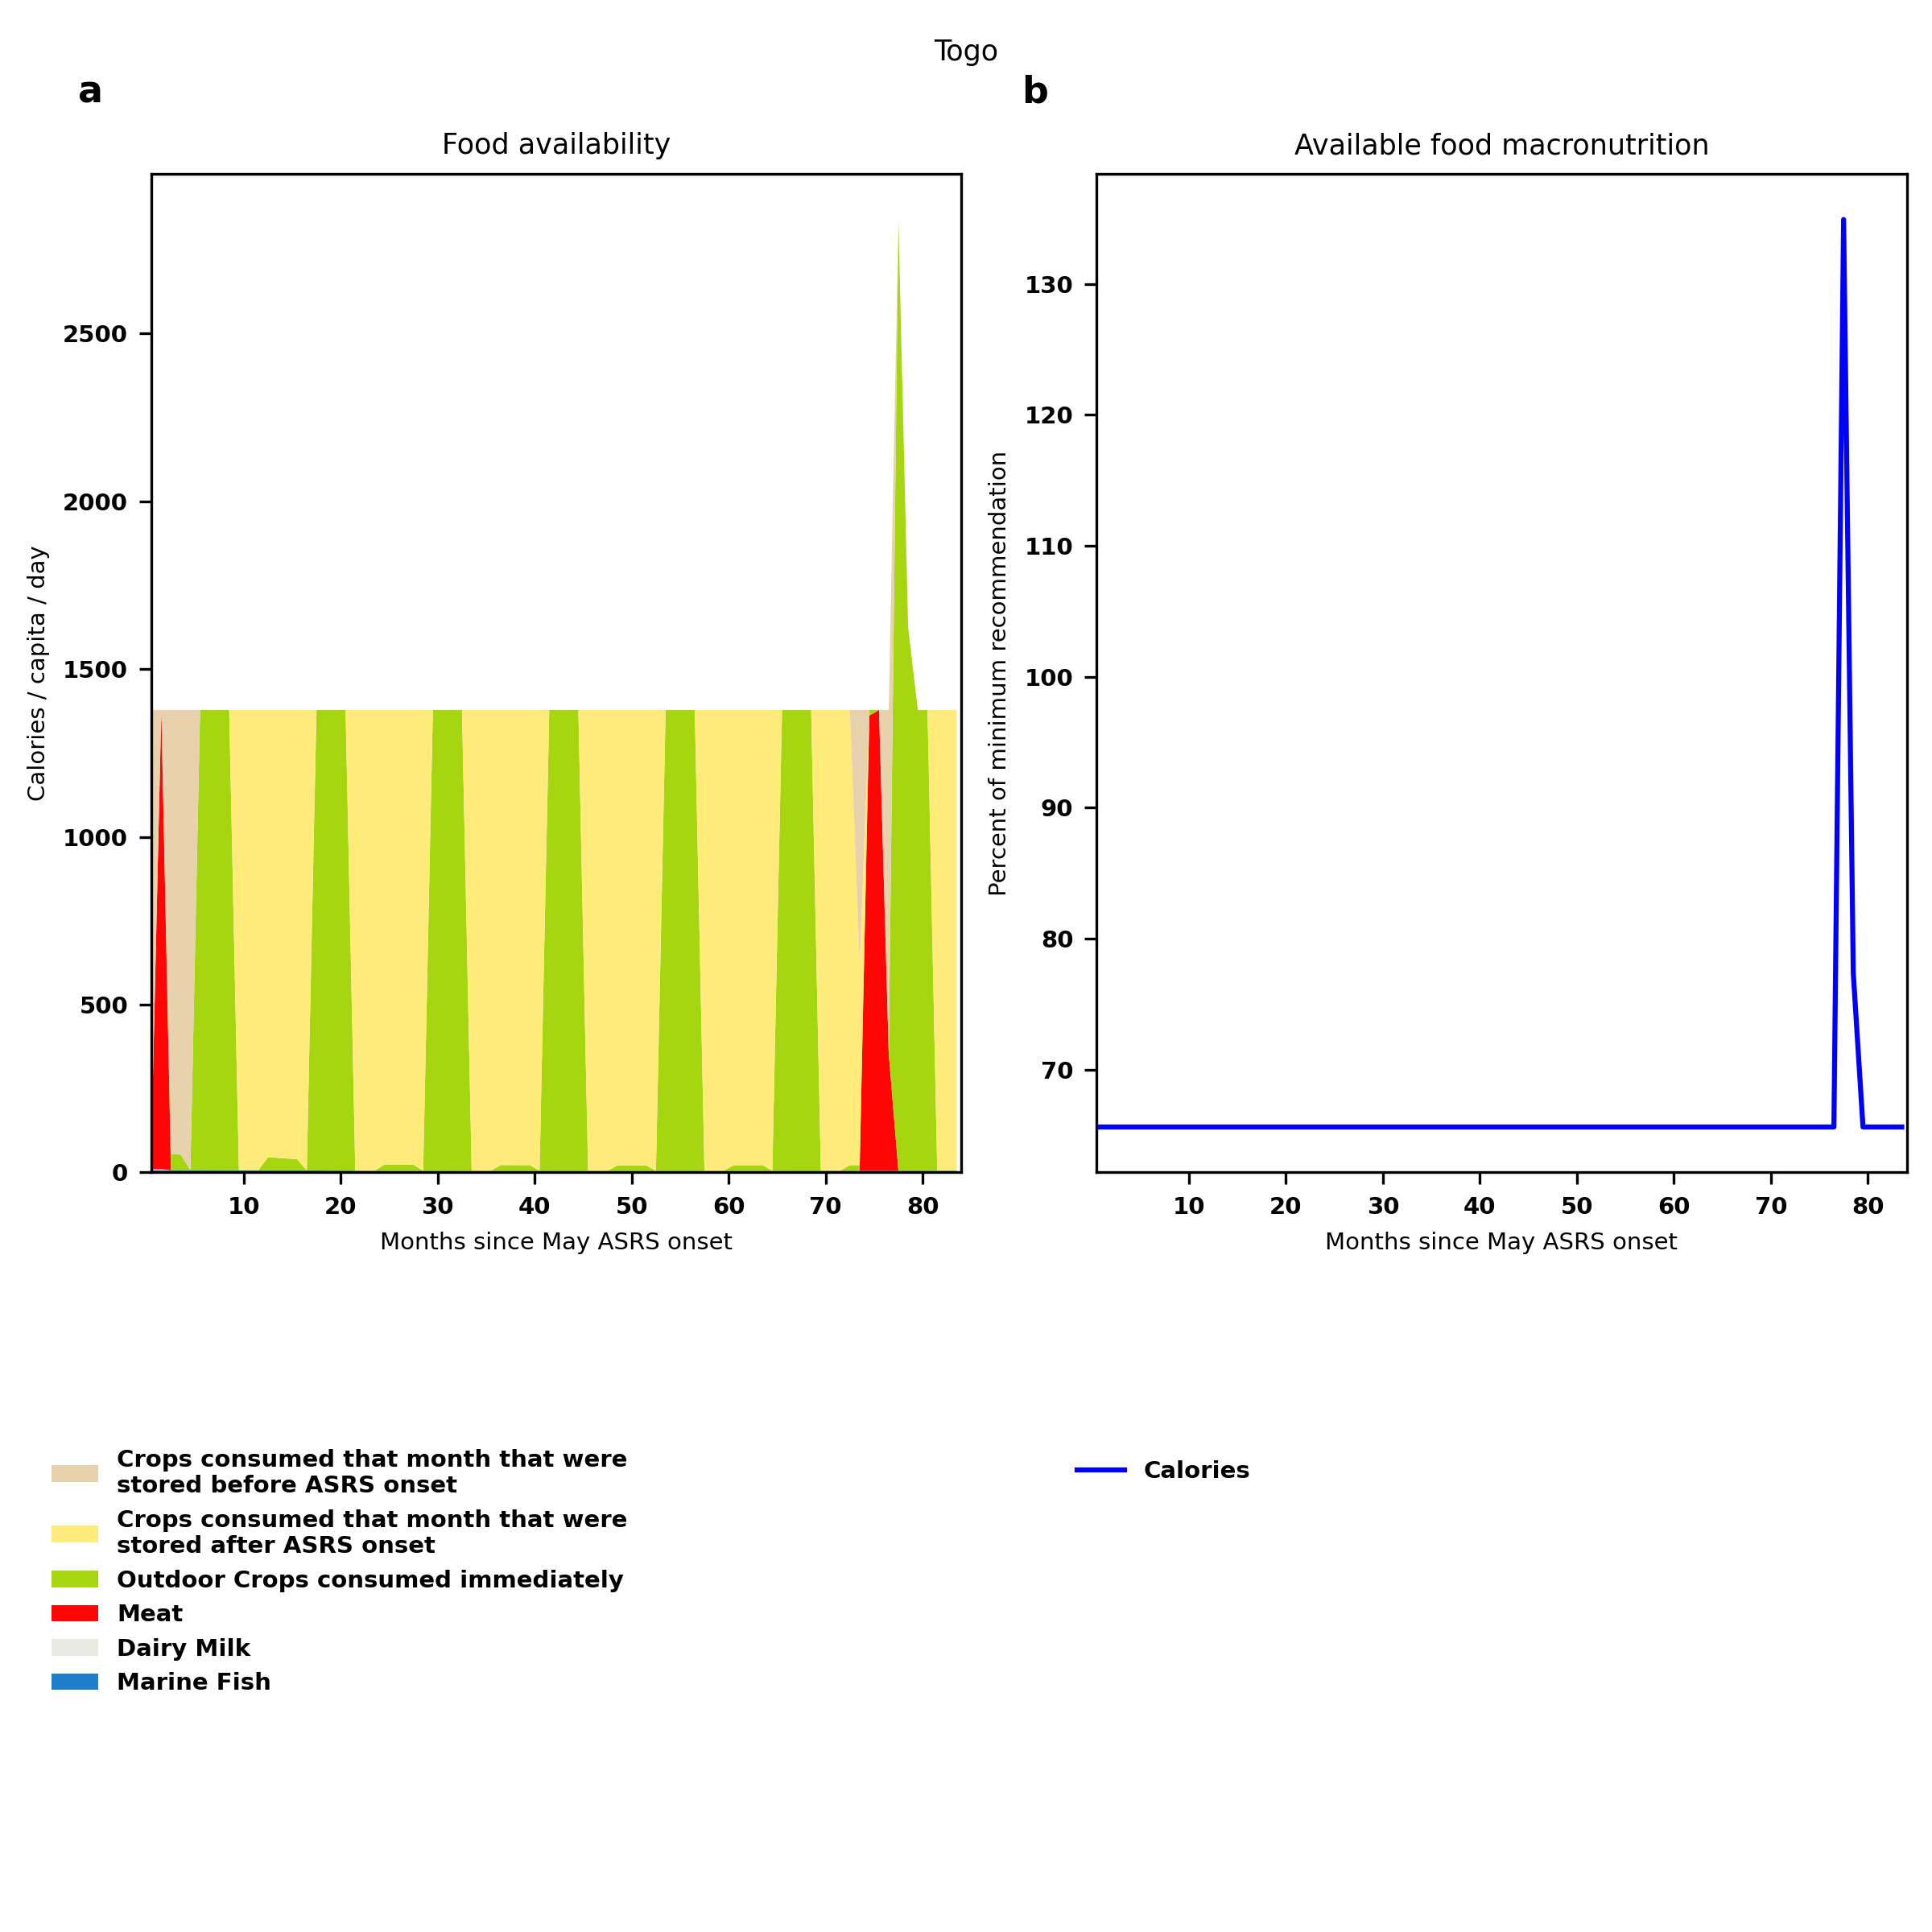 Togo
a
Food availability
Calories / capita / day
2500
2000
1500
1000
500
0
10 20 30 40 50 60 70 80
Months since May ASRS onset
b
Available food macronutrition
Percent of minimum recommendation
130
120
110
100
90
80
70
10 20 30 40 50 60 70 80
Months since May ASRS onset
Crops consumed that month that were
stored before ASRS onset
Crops consumed that month that were
stored after ASRS onset
Outdoor Crops consumed immediately
Meat
Dairy Milk
Marine Fish
Calories